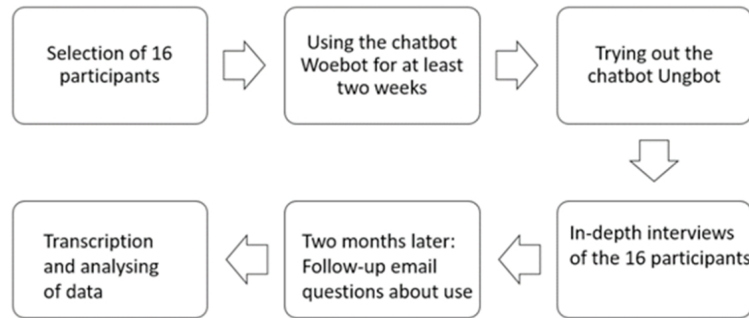 Selection of 16
participants
Using the chatbot
Woebot for at least
two weeks
Trying out the
chatbot Ungbot
In-depth interviews
of the 16 participants
Two months later:
Follow-up email
questions about use
Transcription
and analysing
of data